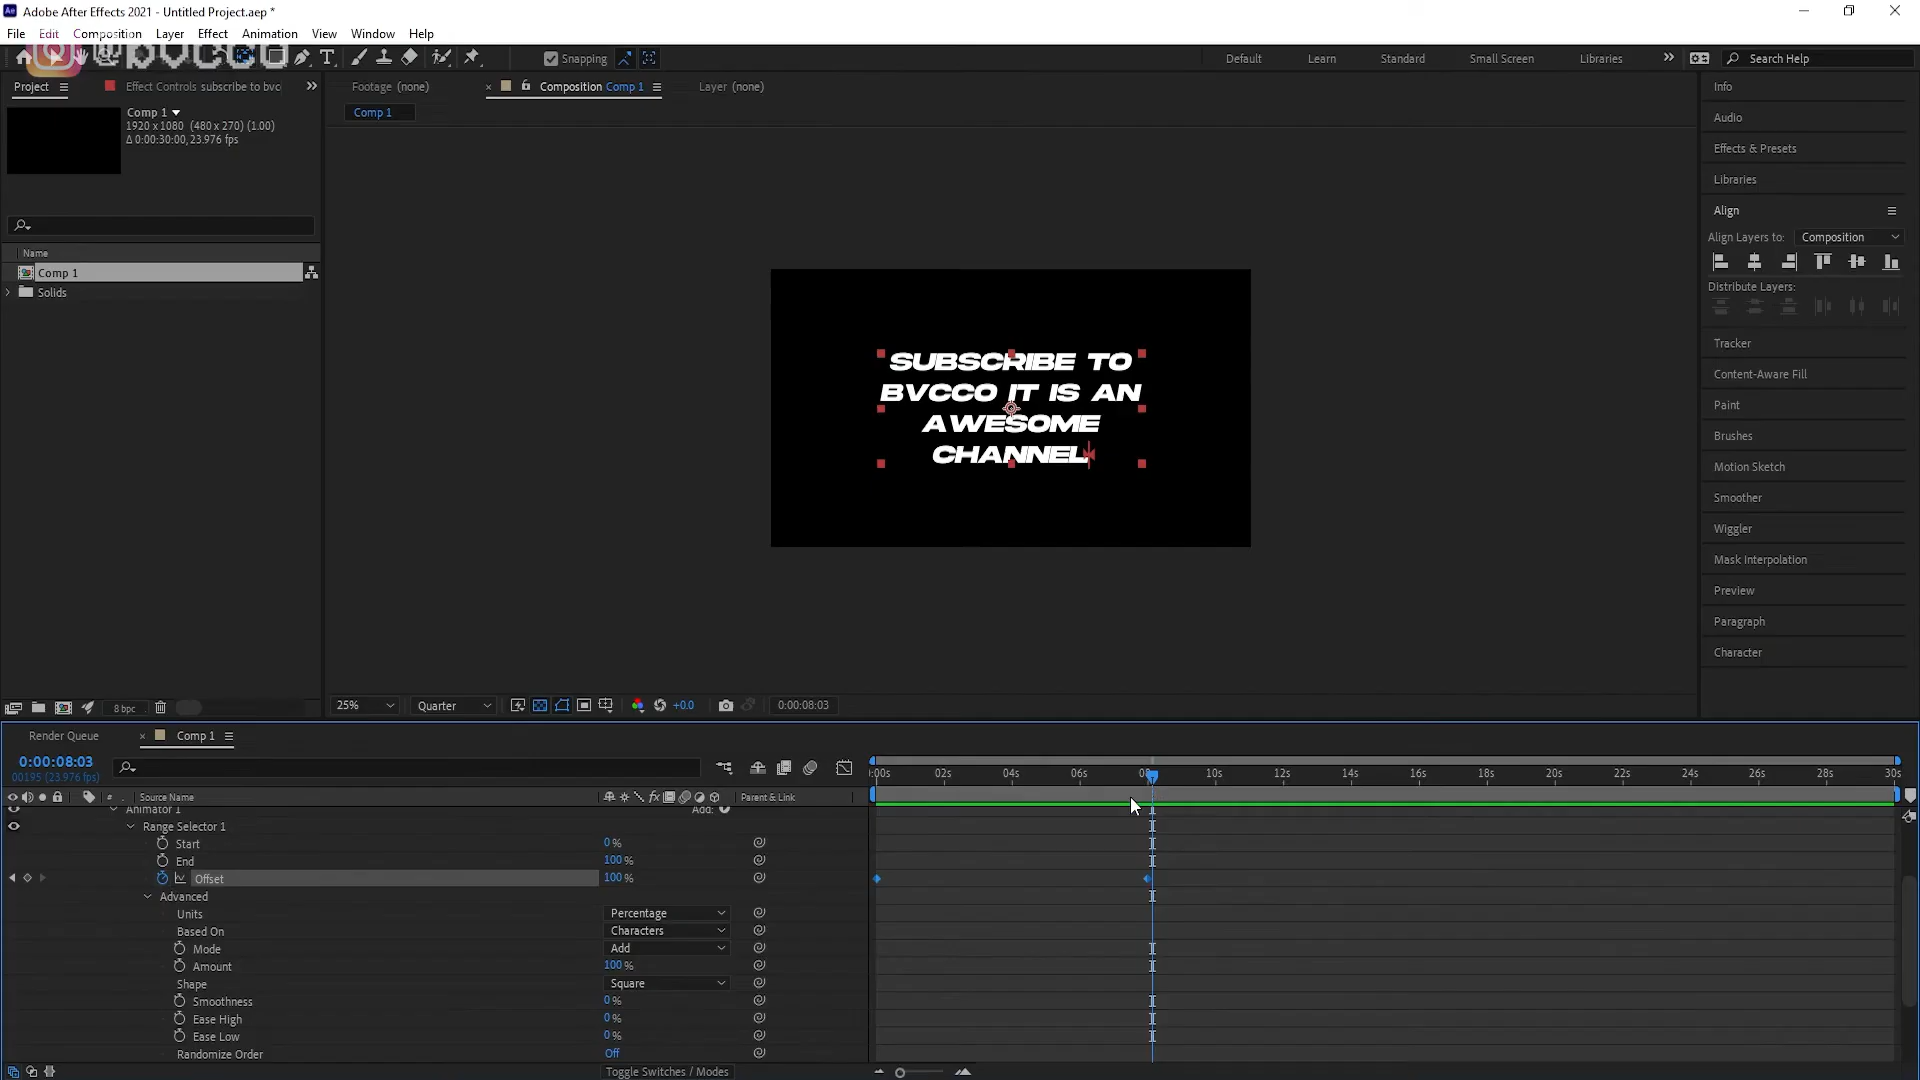 Adobe After Effects 2021 - Untitled Project.aep *
File Edit Composition Layer Effect Animation View Window Help
@bvcco
Snapping
Default Learn Standard Small Screen Libraries
Search Help
Project
Effect Controls subscribe to bvc
Footage (none)
Composition Comp 1
Layer (none)
Comp 1
Comp 1
1920 x 1080 (480 x 270) (1.00)
Δ 0:00:30:00, 23.976 fps
Name
Comp 1
Solids
8 bpc
SUBSCRIBE TO
BVCCO IT IS AN
AWESOME
CHANNEL
25%
Quarter
+0.0
0:00:08:03
Info
Audio
Effects & Presets
Libraries
Align
Align Layers to: Composition
Distribute Layers:
Tracker
Content-Aware Fill
Paint
Brushes
Motion Sketch
Smoother
Wiggler
Mask Interpolation
Preview
Paragraph
Character
Render Queue
Comp 1
0:00:08:03
00195 (23.976 fps)
# Source Name
Parent & Link
:00s 02s 04s 06s 08s 10s 12s 14s 16s 18s 20s 22s 24s 26s 28s 30s
Animator 1
Add:
Range Selector 1
Start 0%
End 100%
Offset 100%
Advanced
Units Percentage
Based On Characters
Mode Add
Amount 100%
Shape Square
Smoothness 0%
Ease High 0%
Ease Low 0%
Randomize Order Off
Toggle Switches / Modes